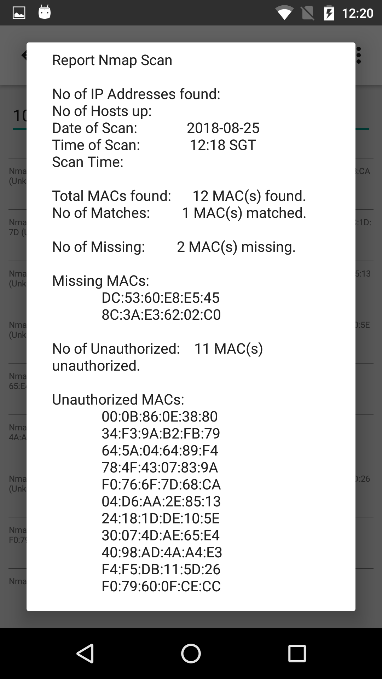 12:20
Report Nmap Scan
No of IP Addresses found:
No of Hosts up:
Date of Scan: 2018-08-25
Time of Scan: 12:18 SGT
Scan Time:
Total MACs found: 12 MAC(s) found.
No of Matches: 1 MAC(s) matched.
No of Missing: 2 MAC(s) missing.
Missing MACs:
DC:53:60:E8:E5:45
8C:3A:E3:62:02:C0
No of Unauthorized: 11 MAC(s)
unauthorized.
Unauthorized MACs:
00:0B:86:0E:38:80
34:F3:9A:B2:FB:79
64:5A:04:64:89:F4
78:4F:43:07:83:9A
F0:76:6F:7D:68:CA
04:D6:AA:2E:85:13
24:18:1D:DE:10:5E
30:07:4D:AE:65:E4
40:98:AD:4A:A4:E3
F4:F5:DB:11:5D:26
F0:79:60:0F:CE:CC